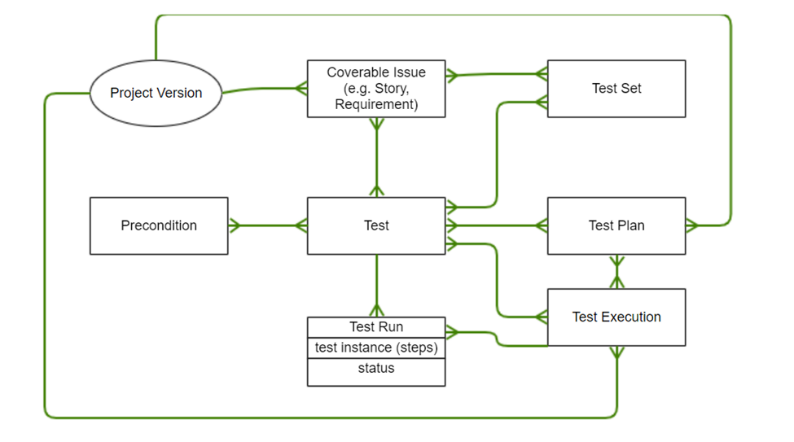 Project Version
Coverable Issue
(e.g. Story,
Requirement)
Test Set
Precondition
Test
Test Plan
Test Execution
Test Run
test instance (steps)
status